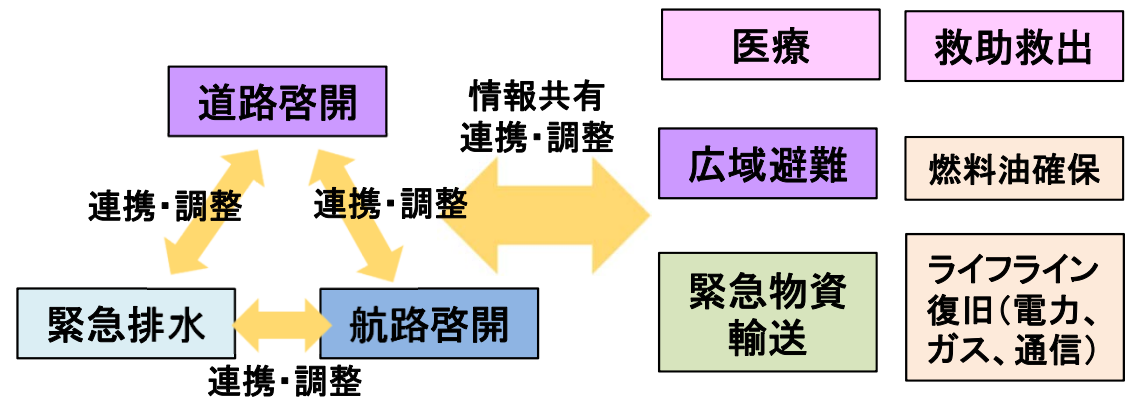 道路啓開
連携・調整
連携・調整
緊急排水
航路啓開
連携・調整
情報共有
連携・調整
医療
救助救出
広域避難
燃料油確保
緊急物資
輸送
ライフライン
復旧(電力、
ガス、通信)